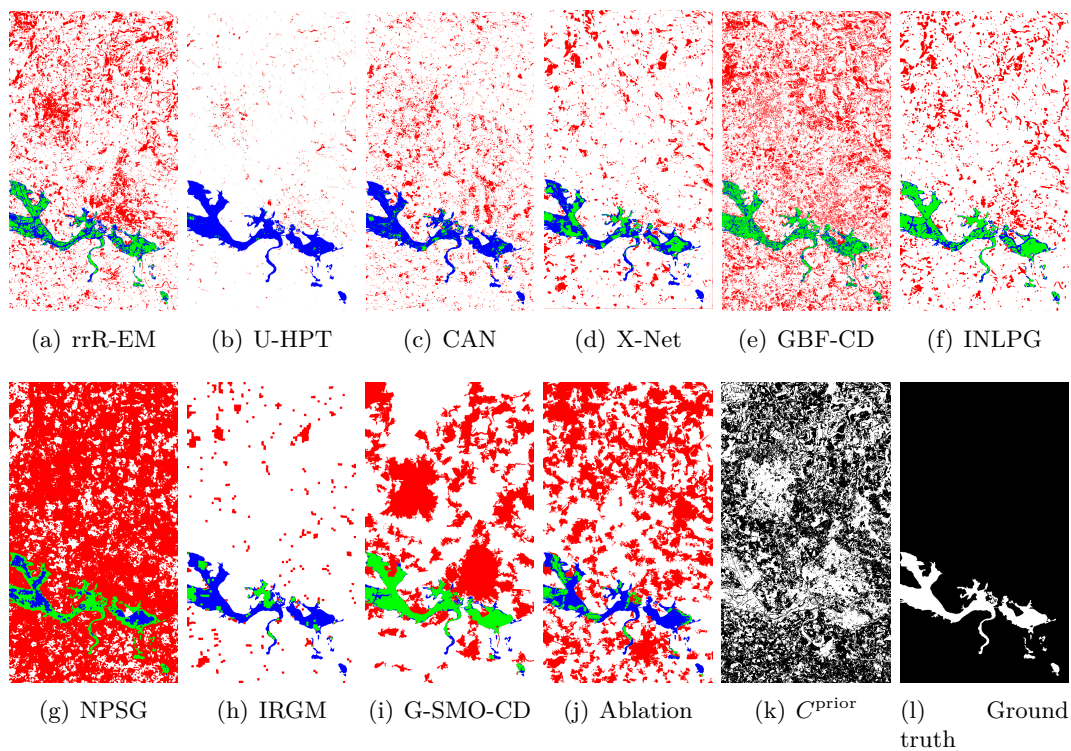 (a) rrR-EM
(b) U-HPT
(c) CAN
(d) X-Net
(e) GBF-CD
(f) INLPG
(g) NPSG
(h) IRGM
(i) G-SMO-CD
(j) Ablation
(k) C^prior
(l) Ground
truth